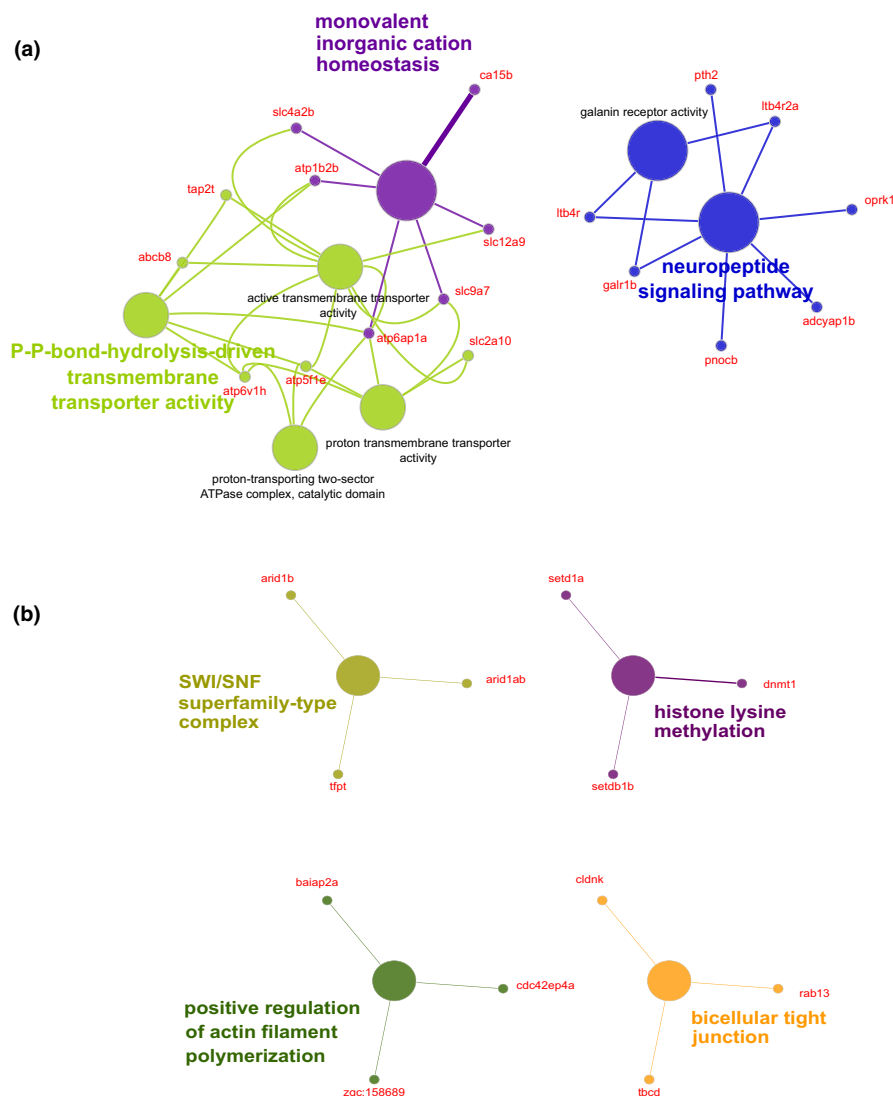 (a)
monovalent
inorganic cation
homeostasis
ca15b
slc4a2b
atp1b2b
tap2t
slc12a9
abcb8
active transmembrane transporter
activity
slc9a7
atp6ap1a
slc2a10
P-P-bond-hydrolysis-driven
transmembrane
transporter activity
atp5f1e
atp6v1h
proton transmembrane transporter
activity
proton-transporting two-sector
ATPase complex, catalytic domain
pth2
galanin receptor activity
ltb4r2a
ltb4r
oprk1
neuropeptide
signaling pathway
galr1b
adcyap1b
pnocb
(b)
arid1b
SWI/SNF
superfamily-type
complex
arid1ab
tfpt
setd1a
dnmt1
histone lysine
methylation
setdb1b
baiap2a
cdc42ep4a
positive regulation
of actin filament
polymerization
zgc:158689
cldnk
rab13
bicellular tight
junction
tbcd